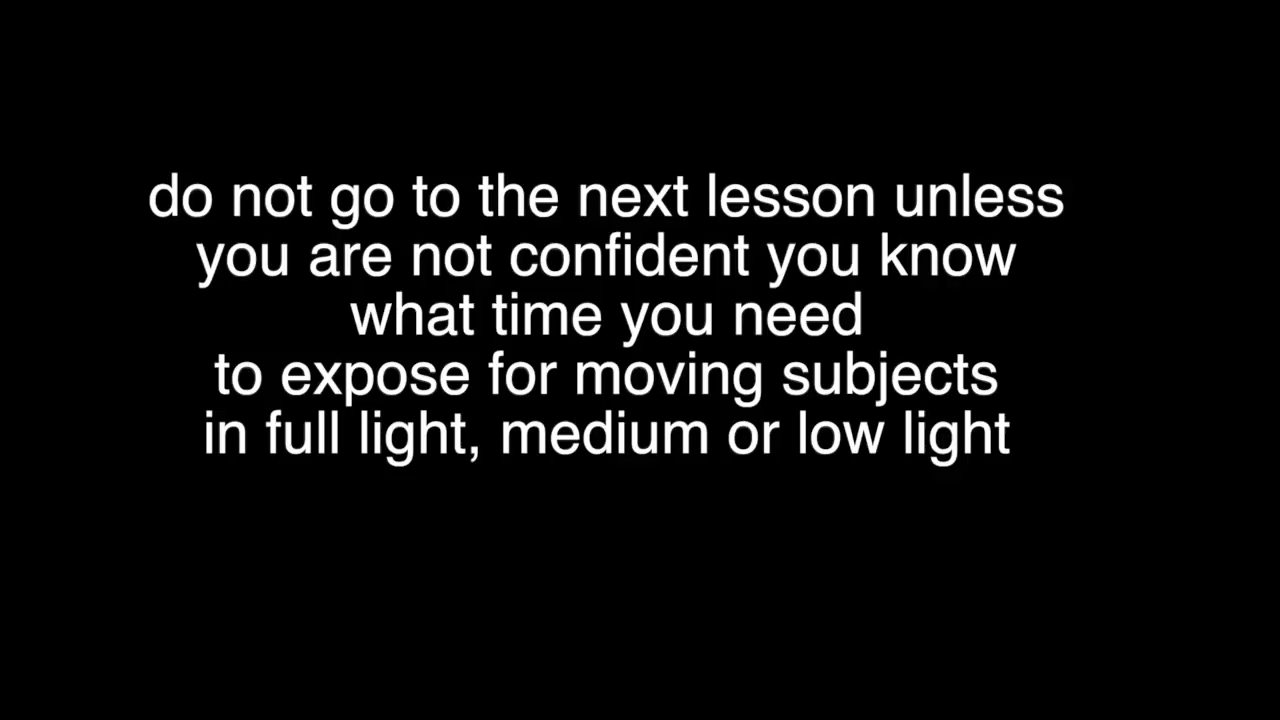 do not go to the next lesson unless
you are not confident you know
what time you need
to expose for moving subjects
in full light, medium or low light